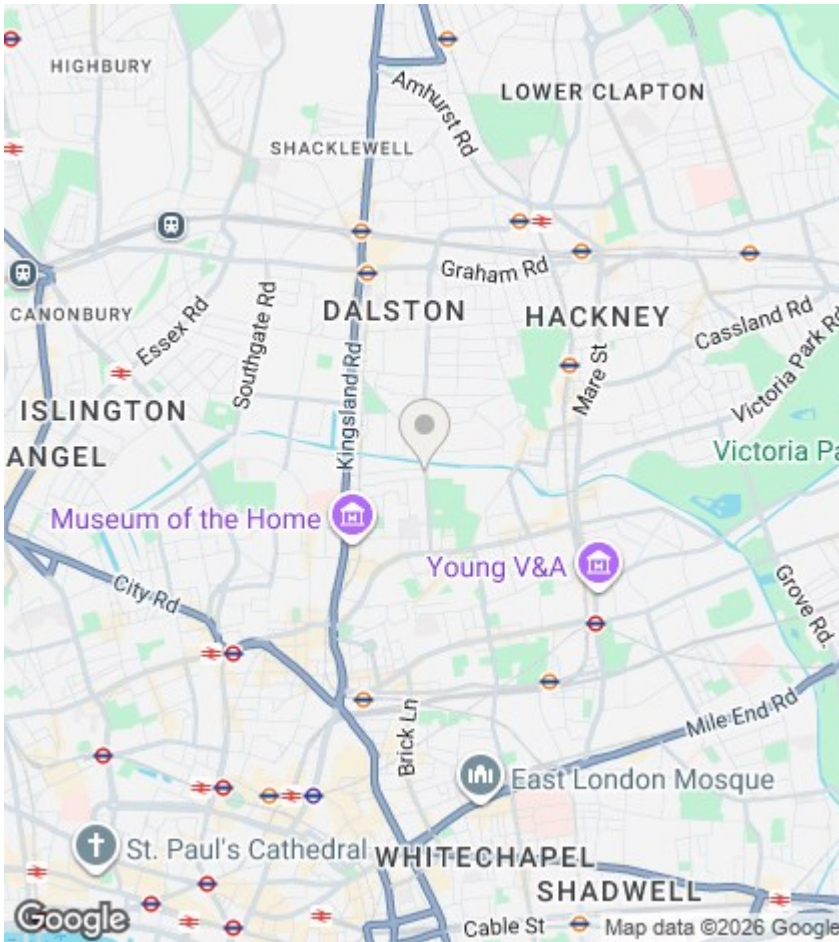 HIGHBURY
LOWER CLAPTON
Amhurst Rd
SHACKLEWELL
Graham Rd
CANONBURY
DALSTON
HACKNEY
Essex Rd
Southgate Rd
Cassland Rd
Kingsland Rd
Mare St
Victoria Park Rd
ISLINGTON
ANGEL
Victoria Pa
Museum of the Home
Young V&A
City Rd
Grove Rd.
Brick Ln
Mile End Rd
East London Mosque
St. Paul's Cathedral
WHITECHAPEL
SHADWELL
Google
Cable St
Map data ©2026 Google